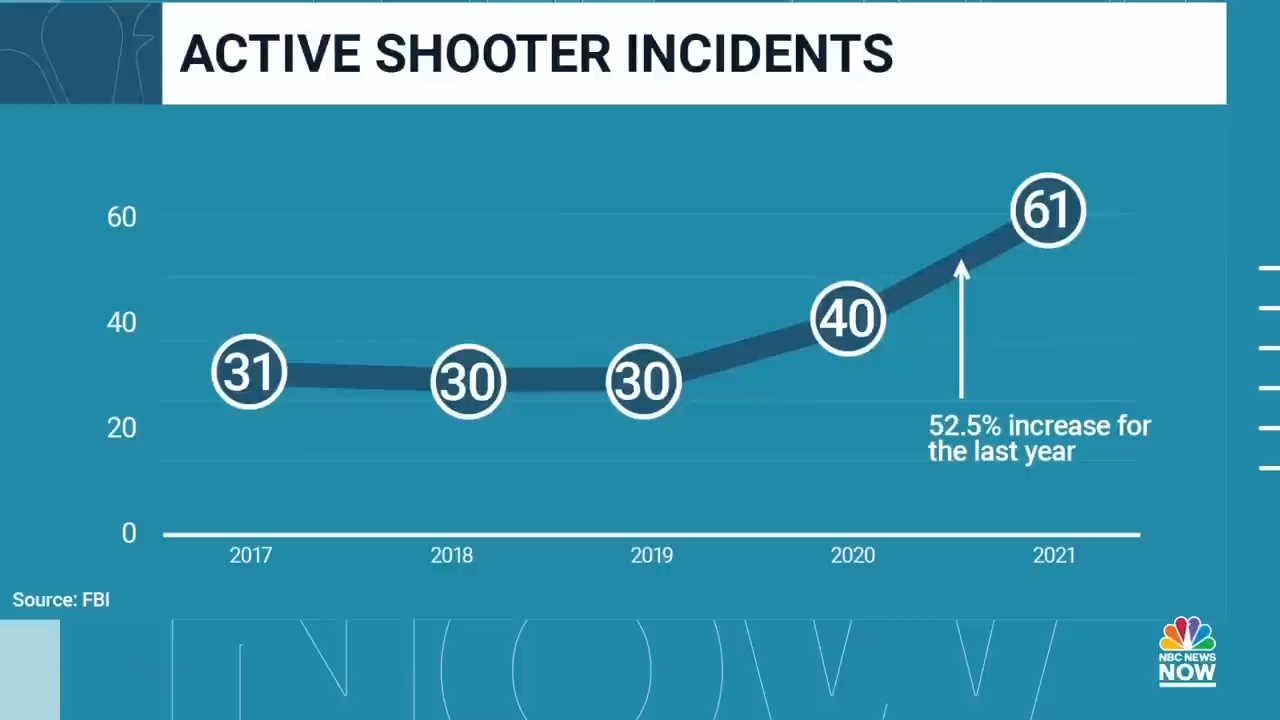 ACTIVE SHOOTER INCIDENTS
60
40
20
0
31
30
30
40
61
52.5% increase for
the last year
2017
2018
2019
2020
2021
Source: FBI
NOW
NBC NEWS
NOW